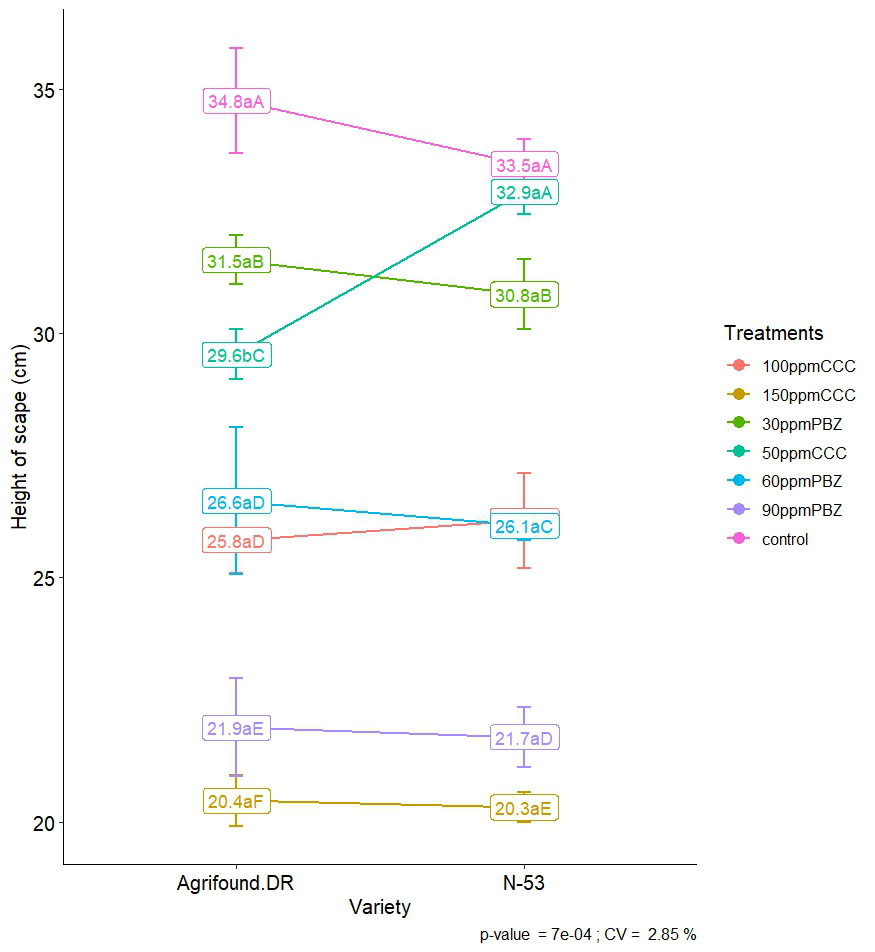 35
30
25
20
Height of scape (cm)
34.8aA
33.5aA
32.9aA
31.5aB
30.8aB
29.6bC
26.6aD
26.1aC
25.8aD
21.9aE
21.7aD
20.4aF
20.3aE
Agrifound.DR
N-53
Variety
Treatments
100ppmCCC
150ppmCCC
30ppmPBZ
50ppmCCC
60ppmPBZ
90ppmPBZ
control
p-value = 7e-04 ; CV = 2.85 %